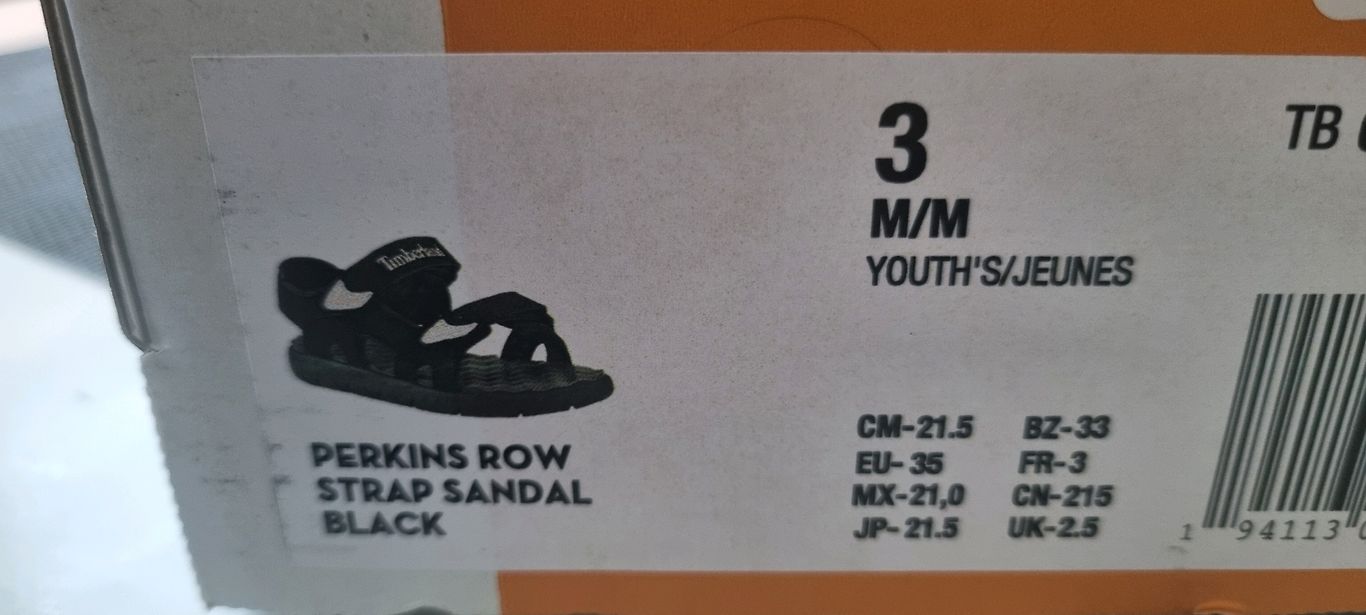 Timberland
PERKINS ROW
STRAP SANDAL
BLACK
3
M/M
YOUTH'S/JEUNES
CM-21.5 BZ-33
EU-35 FR-3
MX-21,0 CN-215
JP-21.5 UK-2.5
TB
1 94113